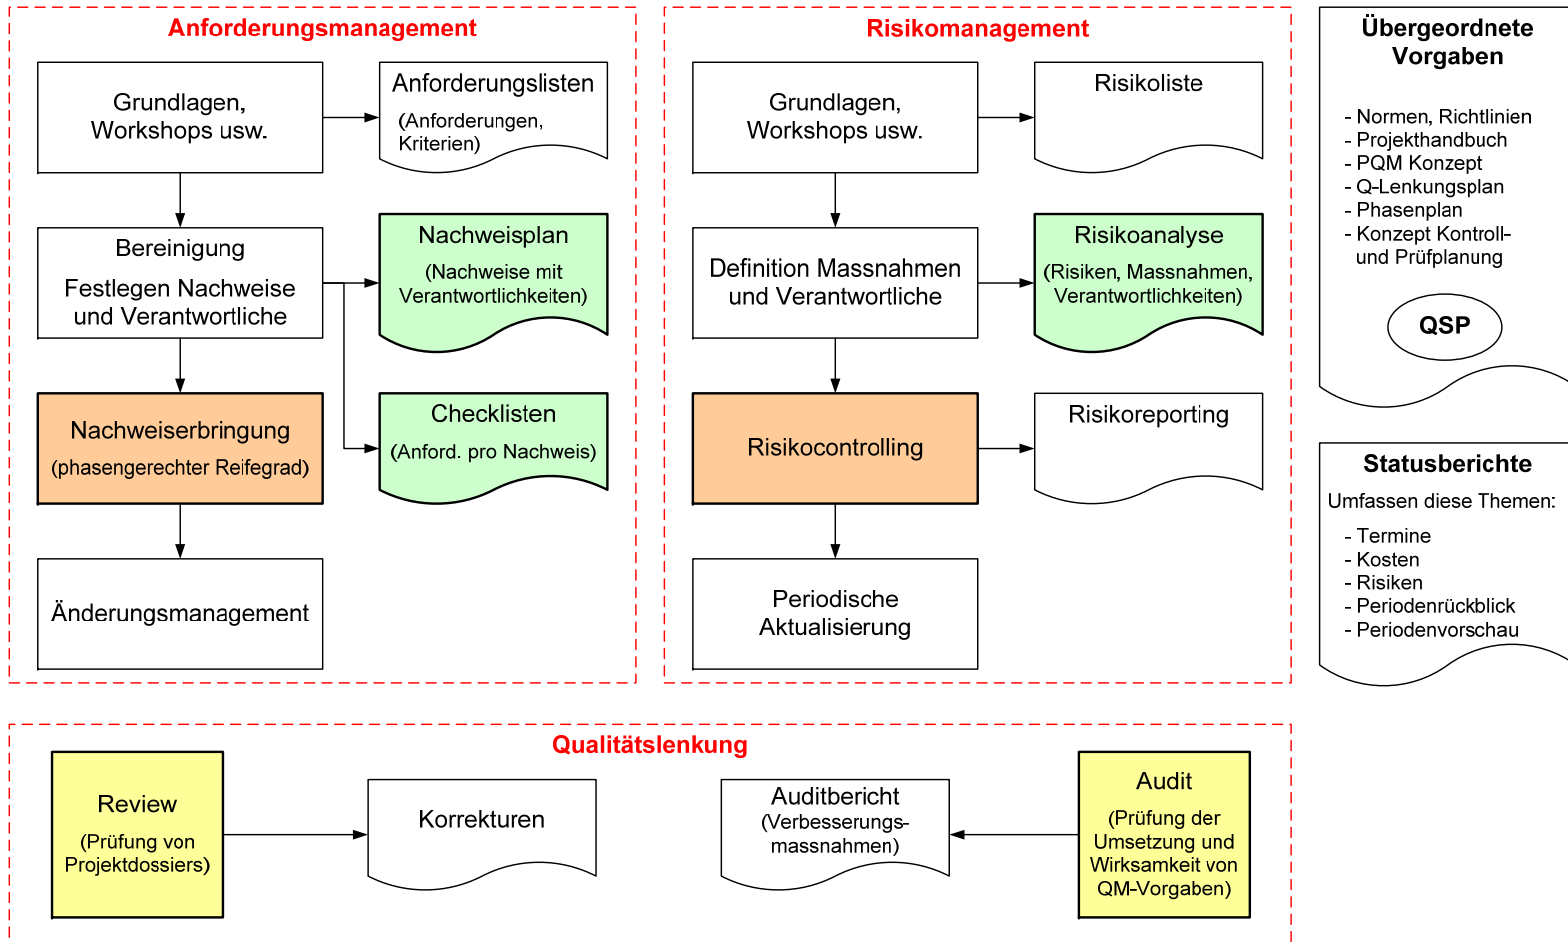 Anforderungsmanagement
Grundlagen,
Workshops usw.
Anforderungslisten
(Anforderungen,
Kriterien)
Bereinigung
Festlegen Nachweise
und Verantwortliche
Nachweisplan
(Nachweise mit
Verantwortlichkeiten)
Nachweiserbringung
(phasengerechter Reifegrad)
Checklisten
(Anford. pro Nachweis)
Änderungsmanagement
Risikomanagement
Grundlagen,
Workshops usw.
Risikoliste
Definition Massnahmen
und Verantwortliche
Risikoanalyse
(Risiken, Massnahmen,
Verantwortlichkeiten)
Risikocontrolling
Risikoreporting
Periodische
Aktualisierung
Übergeordnete
Vorgaben
- Normen, Richtlinien
- Projekthandbuch
- PQM Konzept
- Q-Lenkungsplan
- Phasenplan
- Konzept Kontroll-
und Prüfplanung
QSP
Statusberichte
Umfassen diese Themen:
- Termine
- Kosten
- Risiken
- Periodenrückblick
- Periodenvorschau
Qualitätslenkung
Review
(Prüfung von
Projektdossiers)
Korrekturen
Auditbericht
(Verbesserungs-
massnahmen)
Audit
(Prüfung der
Umsetzung und
Wirksamkeit von
QM-Vorgaben)